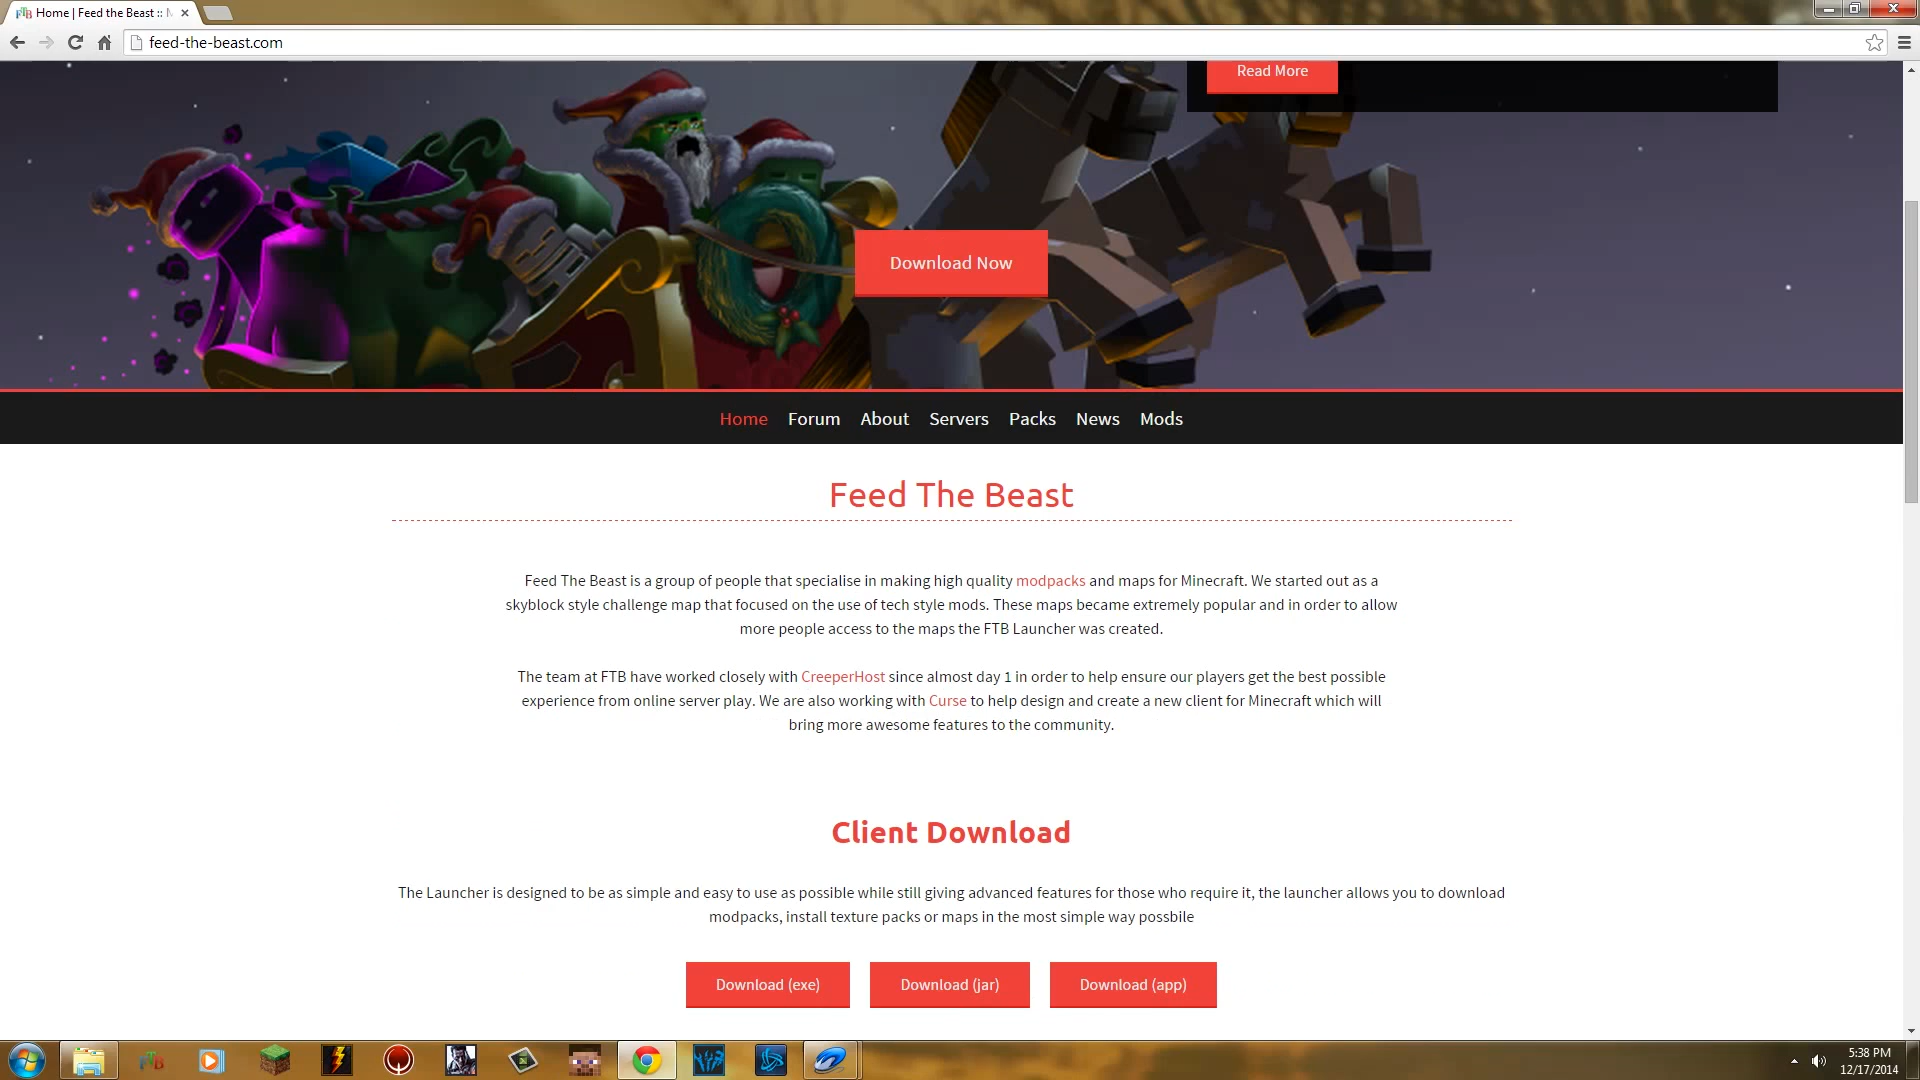 Home | Feed the Beast ::
feed-the-beast.com
Read More
Download Now
Home Forum About Servers Packs News Mods
Feed The Beast
Feed The Beast is a group of people that specialise in making high quality modpacks and maps for Minecraft. We started out as a
skyblock style challenge map that focused on the use of tech style mods. These maps became extremely popular and in order to allow
more people access to the maps the FTB Launcher was created.
The team at FTB have worked closely with CreeperHost since almost day 1 in order to help ensure our players get the best possible
experience from online server play. We are also working with Curse to help design and create a new client for Minecraft which will
bring more awesome features to the community.
Client Download
The Launcher is designed to be as simple and easy to use as possible while still giving advanced features for those who require it, the launcher allows you to download
modpacks, install texture packs or maps in the most simple way possbile
Download (exe) Download (jar) Download (app)
FTB
5:38 PM
12/17/2014